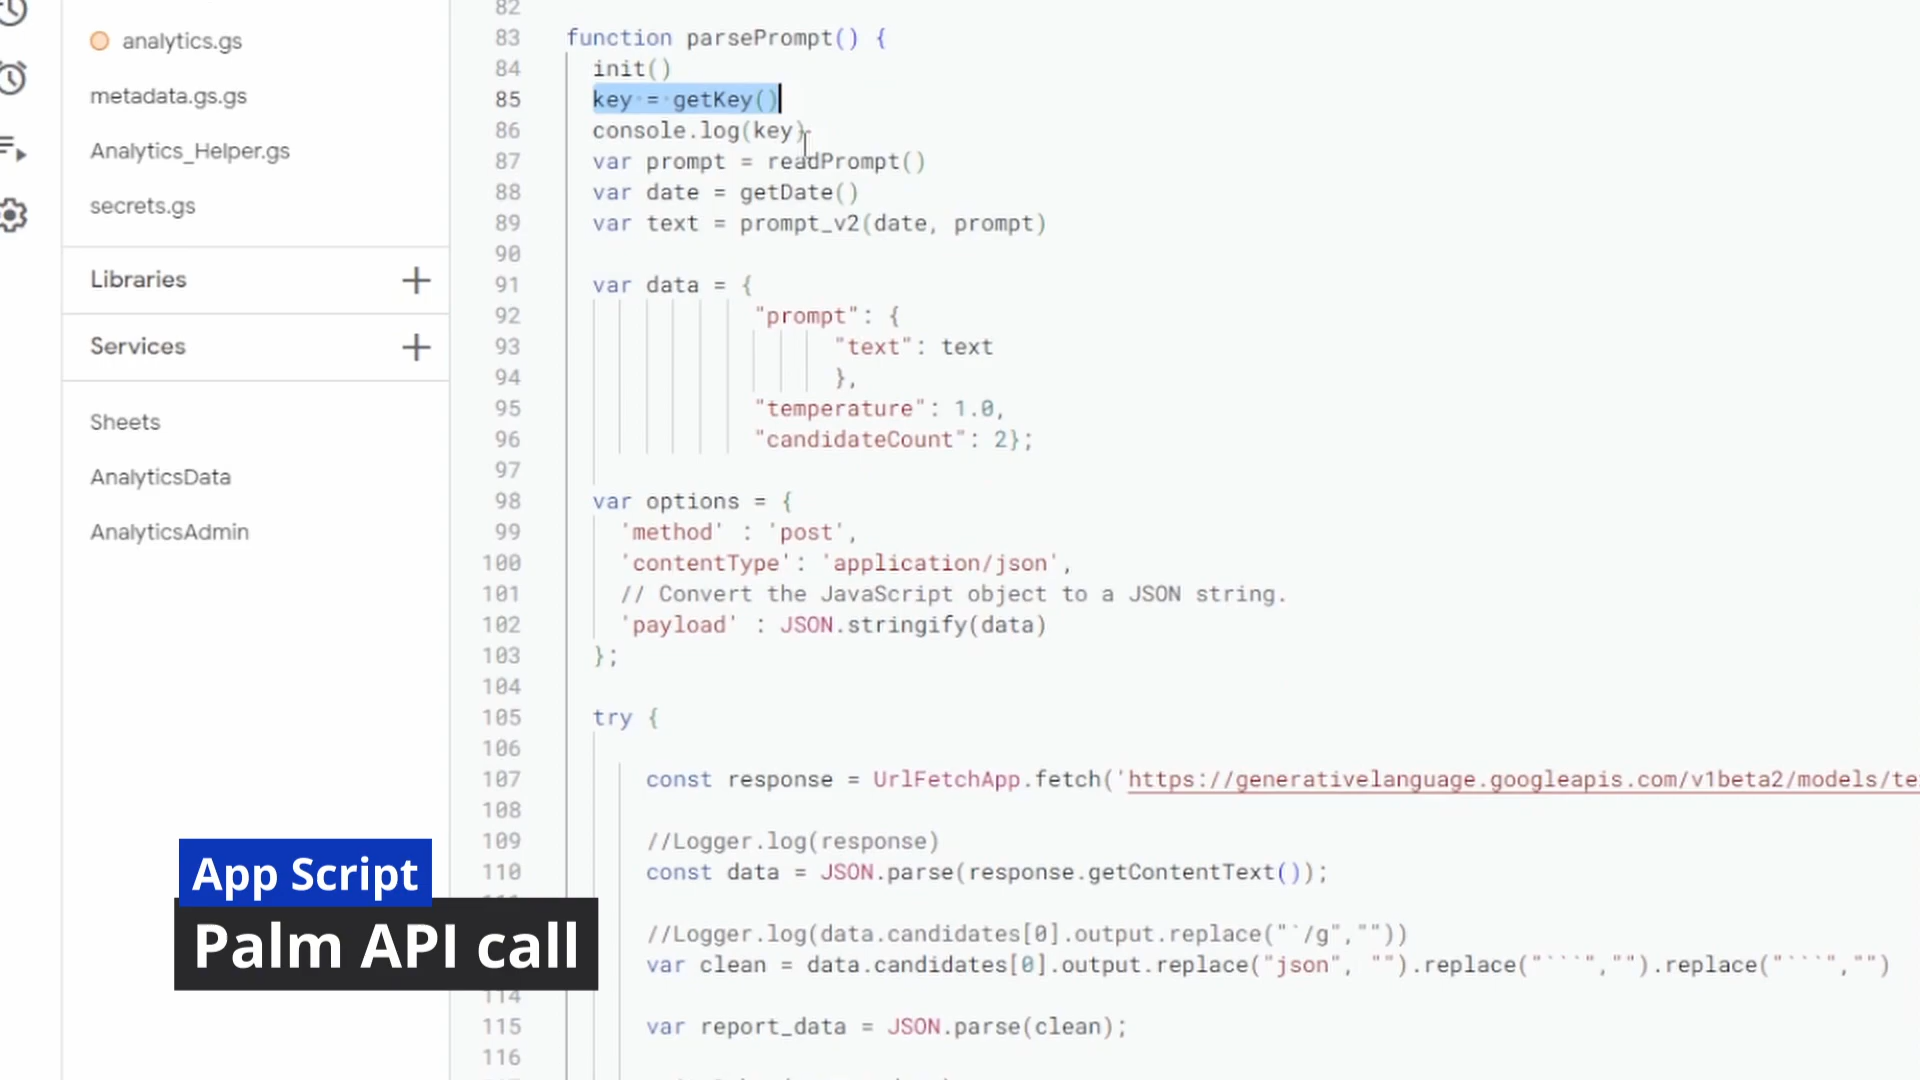 analytics.gs
metadata.gs.gs
Analytics_Helper.gs
secrets.gs
Libraries
Services
Sheets
AnalyticsData
AnalyticsAdmin
82
83 function parsePrompt() {
84 init()
85 key = getKey()
86 console.log(key)
87 var prompt = readPrompt()
88 var date = getDate()
89 var text = prompt_v2(date, prompt)
90
91 var data = {
92 "prompt": {
93 "text": text
94 },
95 "temperature": 1.0,
96 "candidateCount": 2};
97
98 var options = {
99 'method' : 'post',
100 'contentType': 'application/json',
101 // Convert the JavaScript object to a JSON string.
102 'payload' : JSON.stringify(data)
103 };
104
105 try {
106
107 const response = UrlFetchApp.fetch('https://generativelanguage.googleapis.com/v1beta2/models/te
108
109 //Logger.log(response)
110 const data = JSON.parse(response.getContentText());
//Logger.log(data.candidates[0].output.replace("`/g",""))
var clean = data.candidates[0].output.replace("json", "").replace("```","").replace("```","")
114
115 var report_data = JSON.parse(clean);
116
App Script
Palm API call